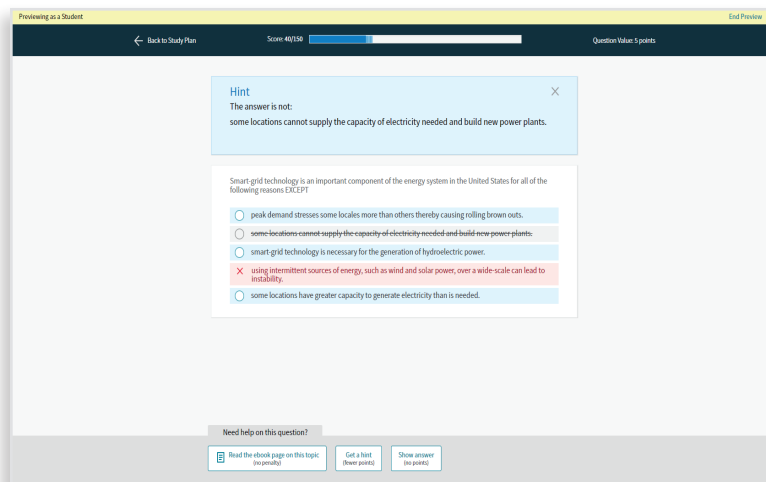 Previewing as a Student
End Preview
Back to Study Plan
Score: 40/150
Question Value: 5 points
Hint
The answer is not:
some locations cannot supply the capacity of electricity needed and build new power plants.
Smart-grid technology is an important component of the energy system in the United States for all of the
following reasons EXCEPT
peak demand stresses some locales more than others thereby causing rolling brown outs.
some locations cannot supply the capacity of electricity needed and build new power plants.
smart-grid technology is necessary for the generation of hydroelectric power.
using intermittent sources of energy, such as wind and solar power, over a wide-scale can lead to
instability.
some locations have greater capacity to generate electricity than is needed.
Need help on this question?
Read the ebook page on this topic
(no penalty)
Get a hint
(fewer points)
Show answer
(no points)